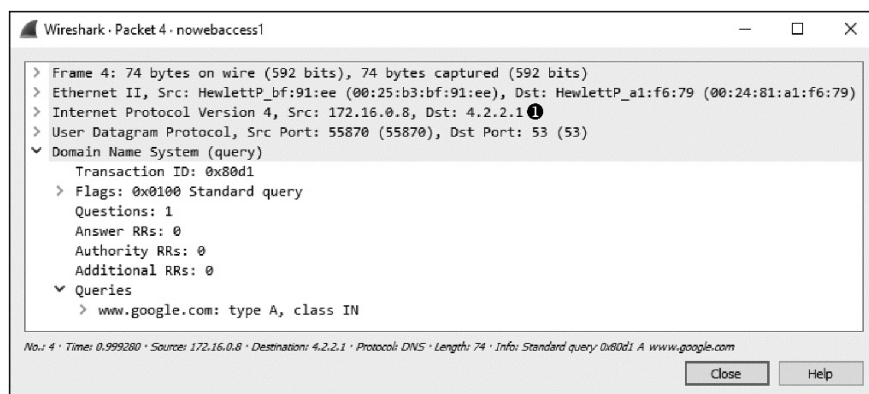 Wireshark · Packet 4 · nowebaccess1
> Frame 4: 74 bytes on wire (592 bits), 74 bytes captured (592 bits)
> Ethernet II, Src: HewlettP_bf:91:ee (00:25:b3:bf:91:ee), Dst: HewlettP_a1:f6:79 (00:24:81:a1:f6:79)
> Internet Protocol Version 4, Src: 172.16.0.8, Dst: 4.2.2.1 ❶
> User Datagram Protocol, Src Port: 55870 (55870), Dst Port: 53 (53)
Domain Name System (query)
Transaction ID: 0x80d1
> Flags: 0x0100 Standard query
Questions: 1
Answer RRs: 0
Authority RRs: 0
Additional RRs: 0
Queries
> www.google.com: type A, class IN
No.: 4 · Time: 0.999280 · Source: 172.16.0.8 · Destination: 4.2.2.1 · Protocol: DNS · Length: 74 · Info: Standard query 0x80d1 A www.google.com
Close Help